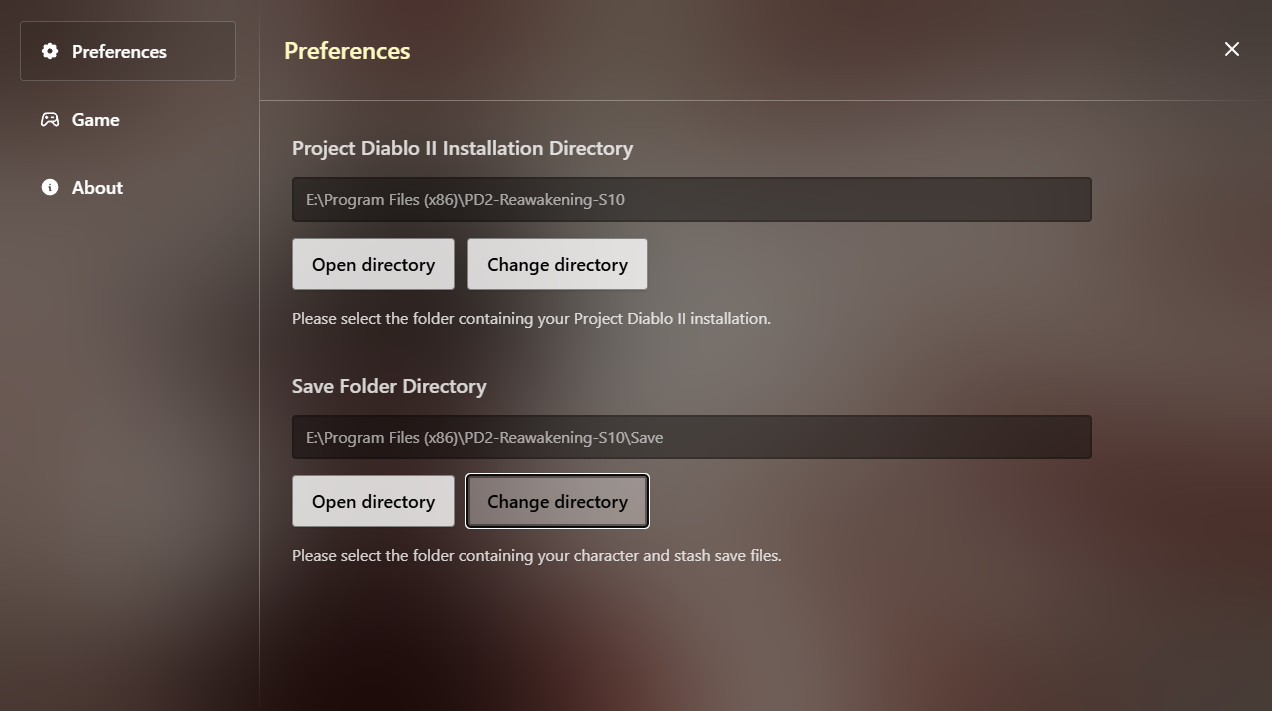 Preferences
Game
About
Preferences
Project Diablo II Installation Directory
E:\Program Files (x86)\PD2-Reawakening-S10
Open directory
Change directory
Please select the folder containing your Project Diablo II installation.
Save Folder Directory
E:\Program Files (x86)\PD2-Reawakening-S10\Save
Open directory
Change directory
Please select the folder containing your character and stash save files.